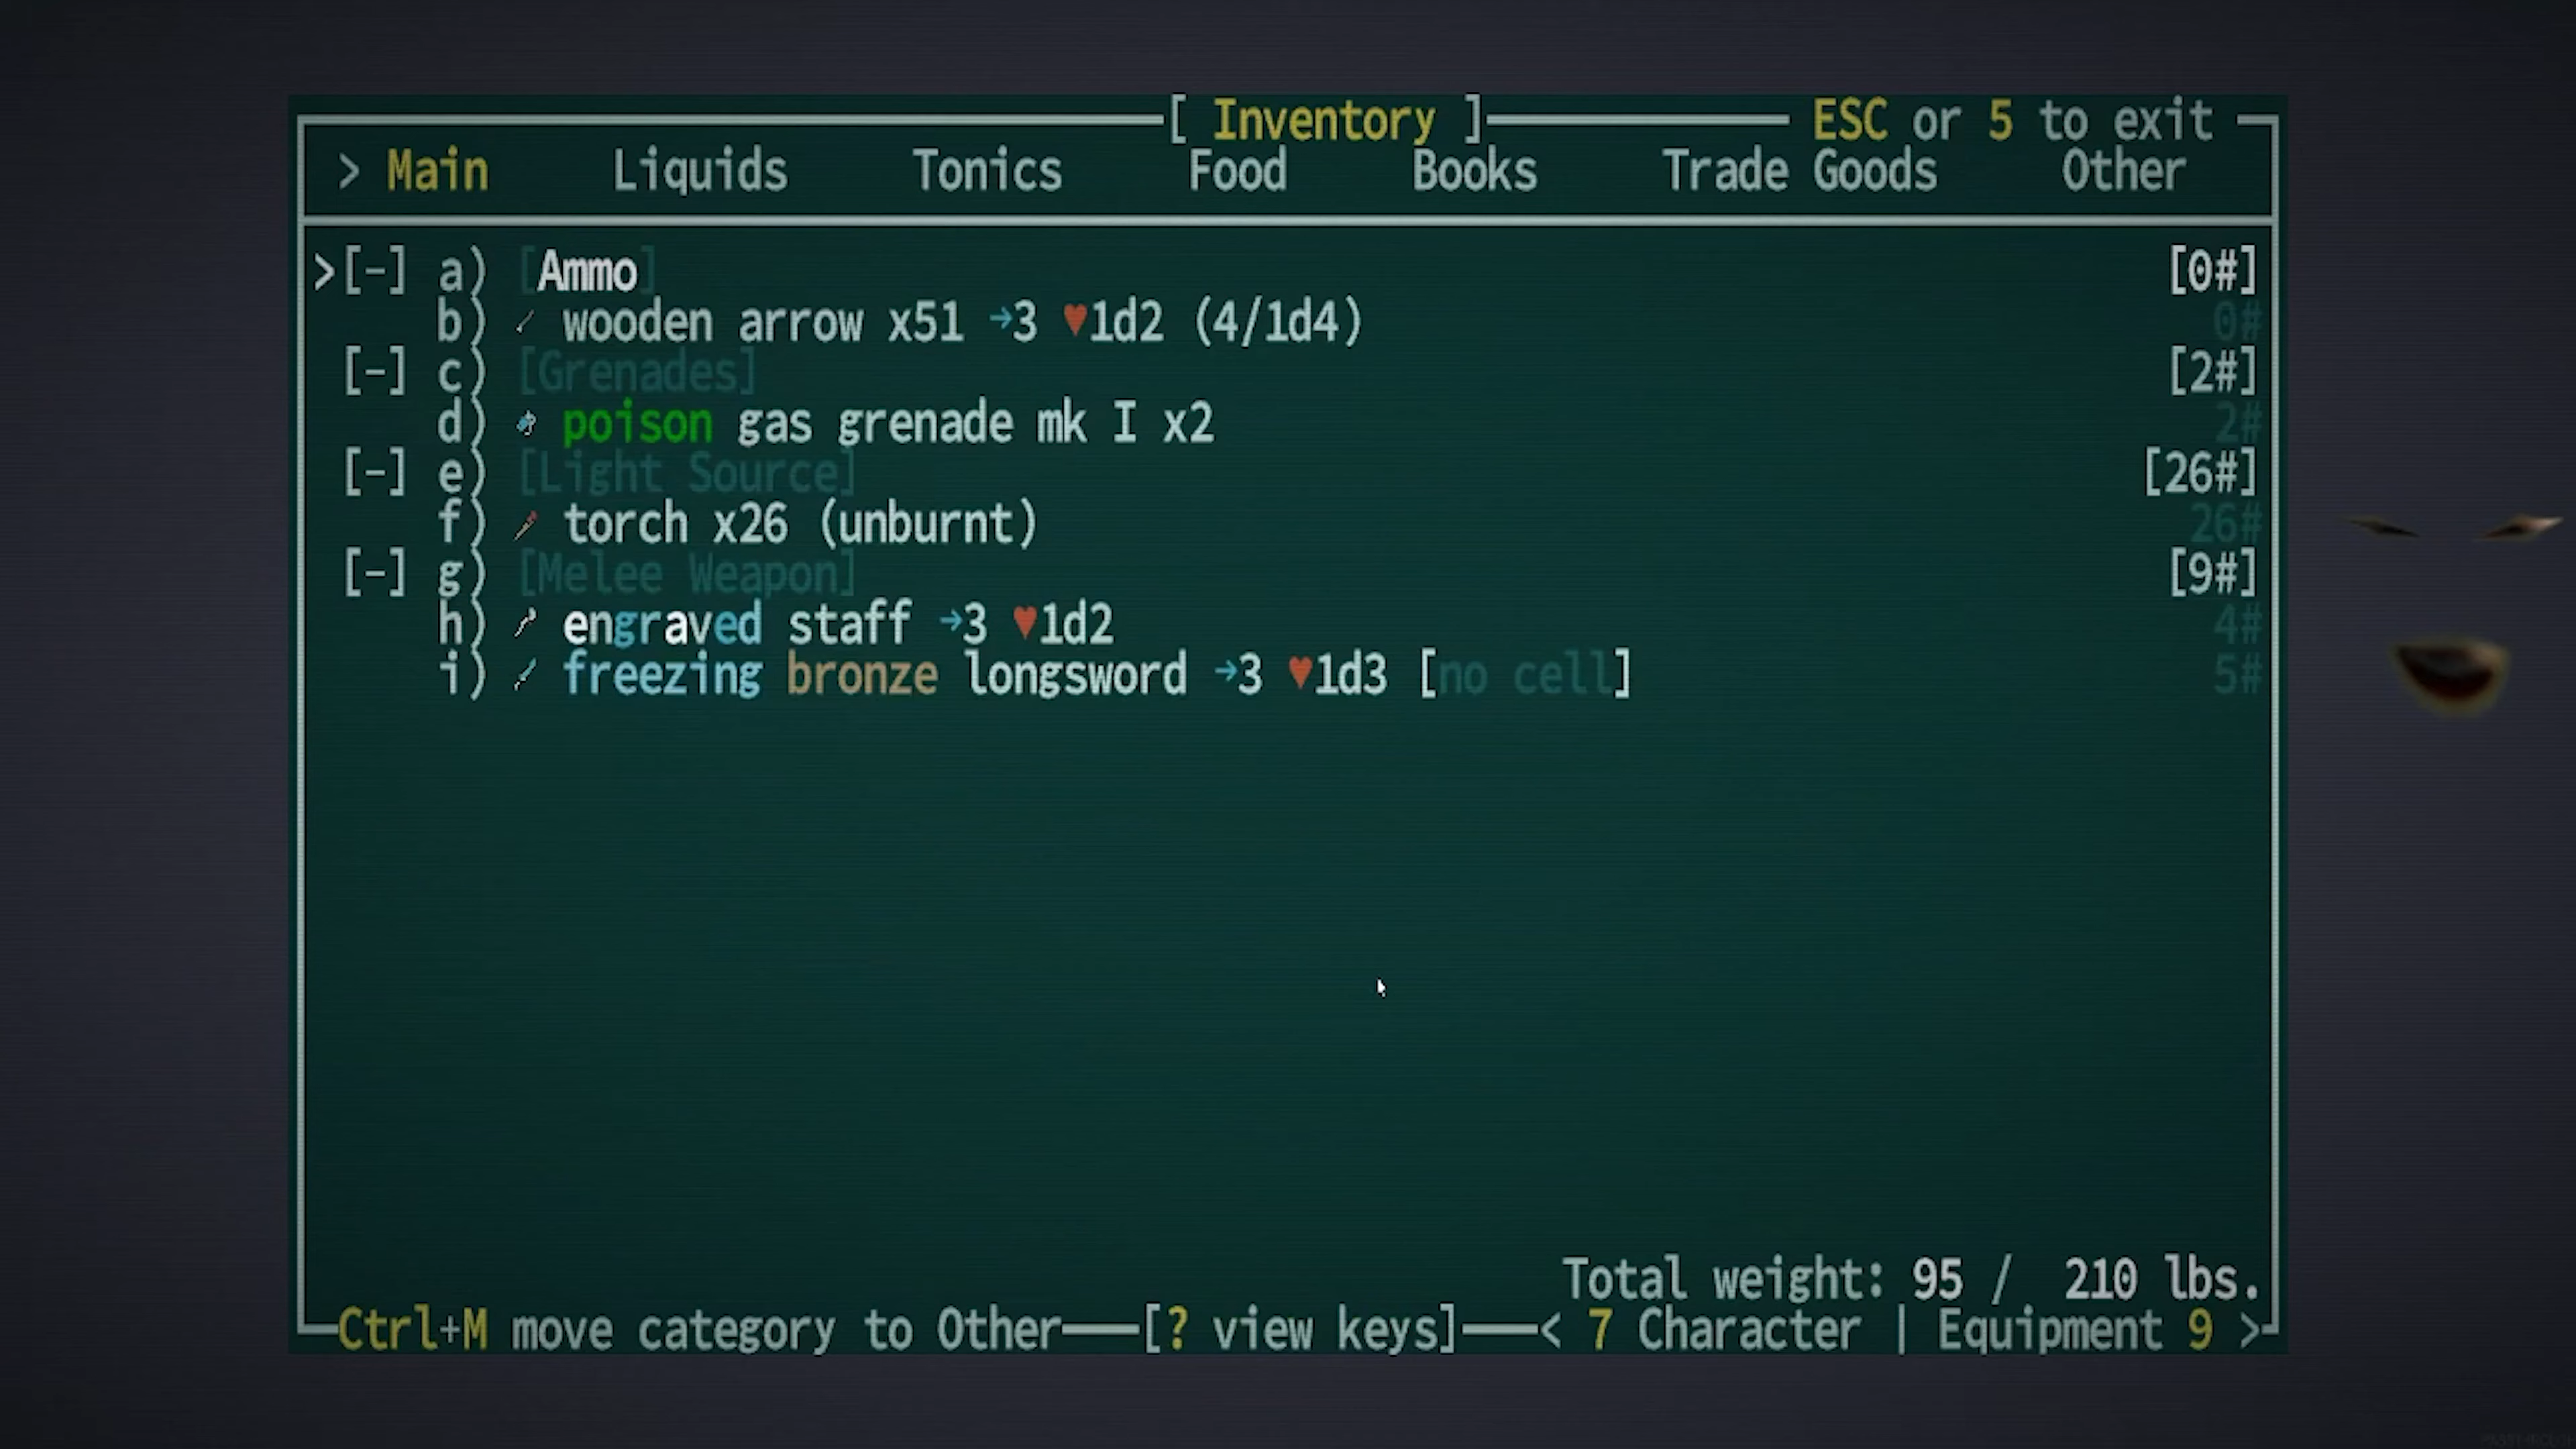 [ Inventory ] ESC or 5 to exit
> Main Liquids Tonics Food Books Trade Goods Other
>[-] a) [Ammo] [0#]
b) wooden arrow x51 →3 ♥1d2 (4/1d4) 0#
[-] c) [Grenades] [2#]
d) poison gas grenade mk I x2 2#
[-] e) [Light Source] [26#]
f) torch x26 (unburnt) 26#
[-] g) [Melee Weapon] [9#]
h) engraved staff →3 ♥1d2 4#
i) freezing bronze longsword →3 ♥1d3 [no cell] 5#
Total weight: 95 / 210 lbs.
Ctrl+M move category to Other [? view keys] < 7 Character | Equipment 9 >